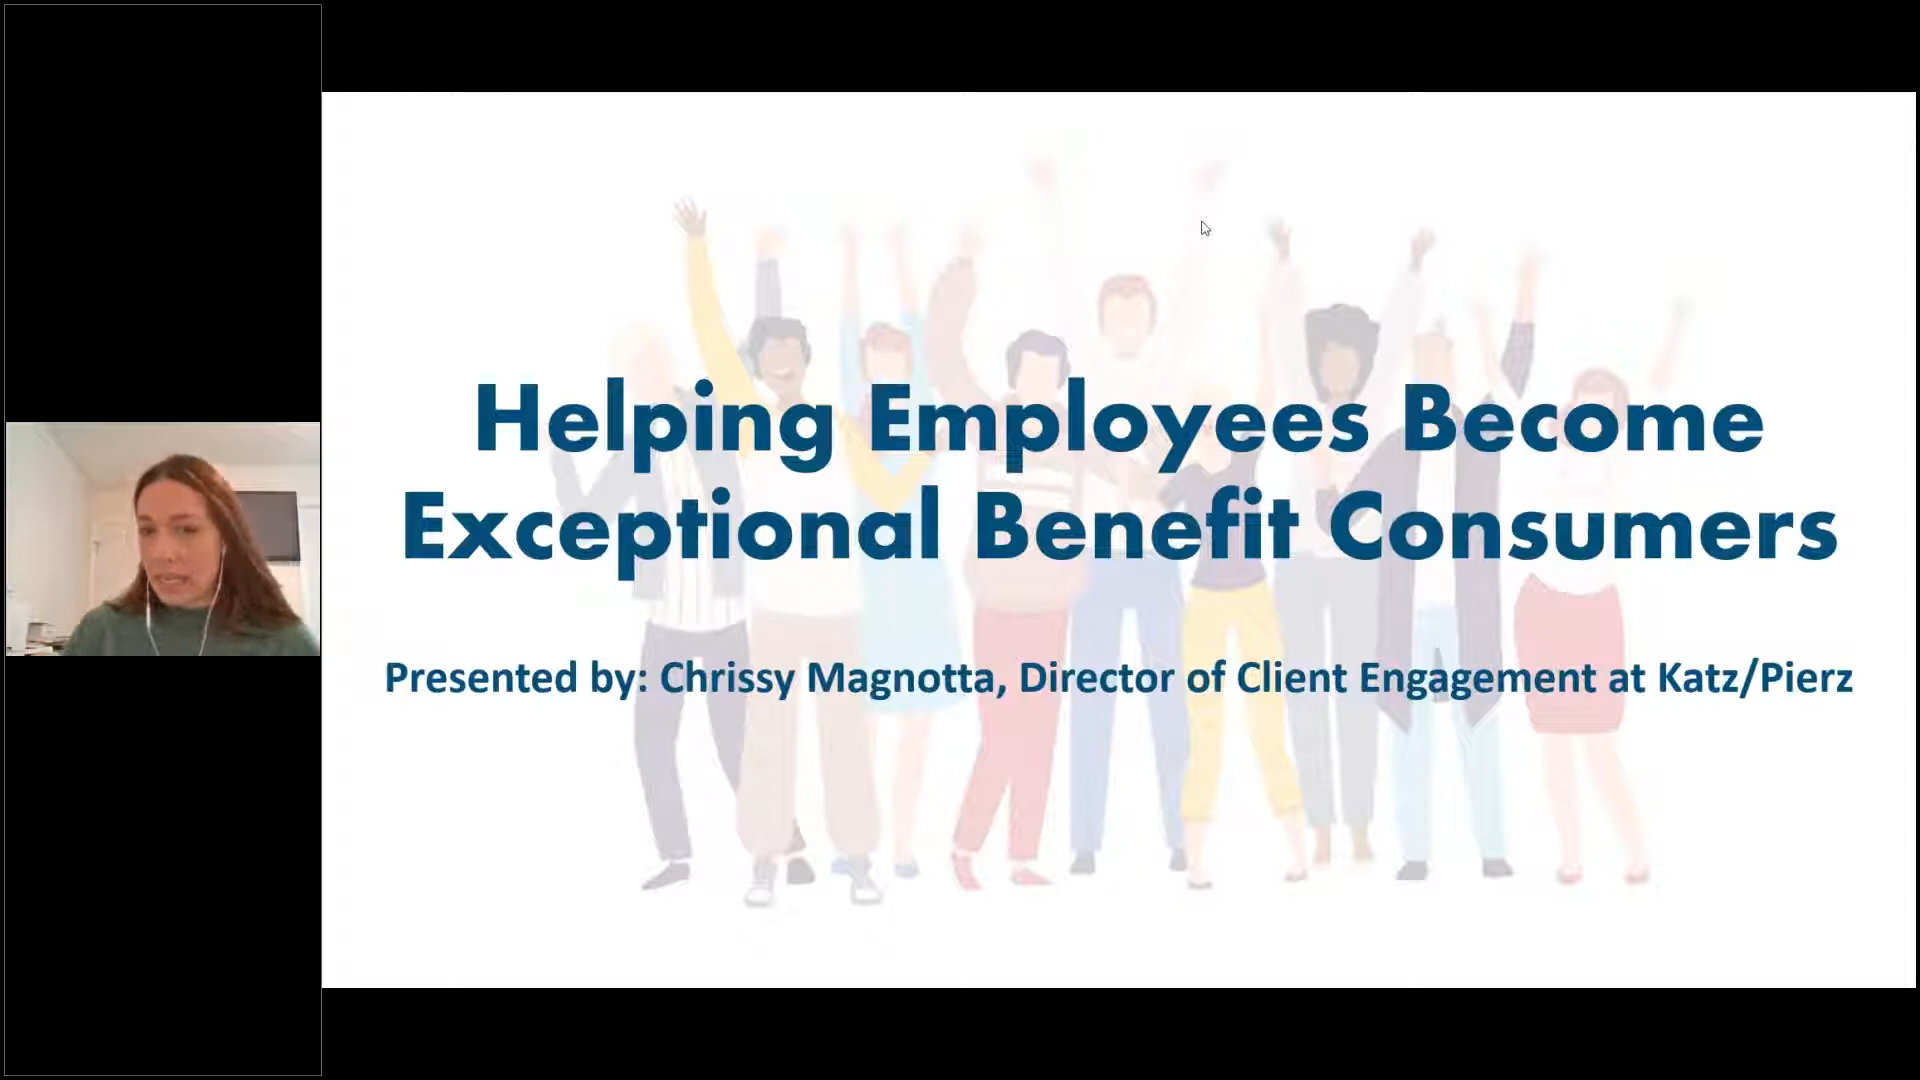 Helping Employees Become
Exceptional Benefit Consumers
Presented by: Chrissy Magnotta, Director of Client Engagement at Katz/Pierz